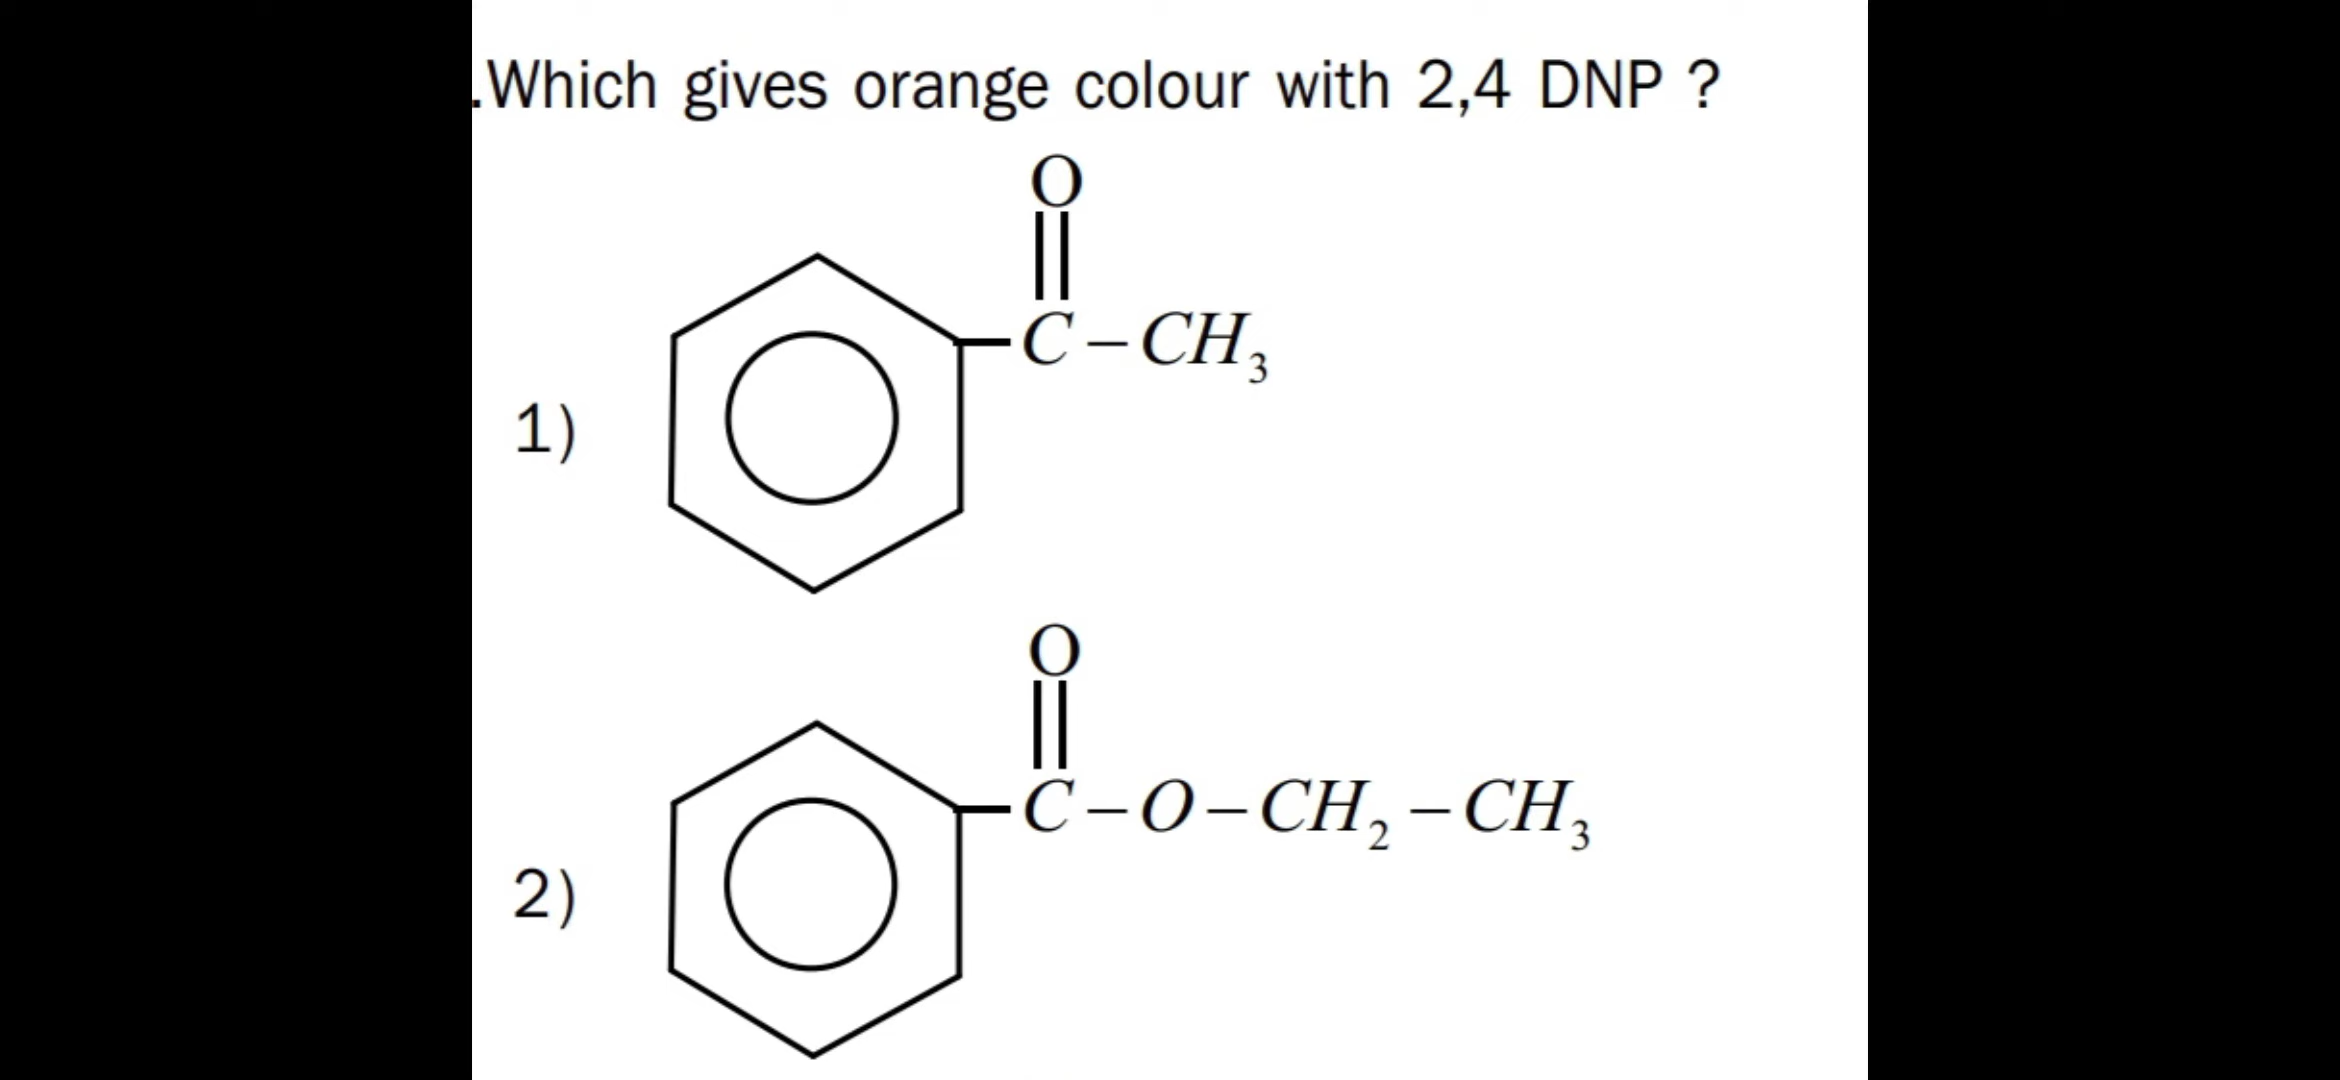 .Which gives orange colour with 2,4 DNP ?
O
C – CH₃
1)
O
C – O – CH₂ – CH₃
2)